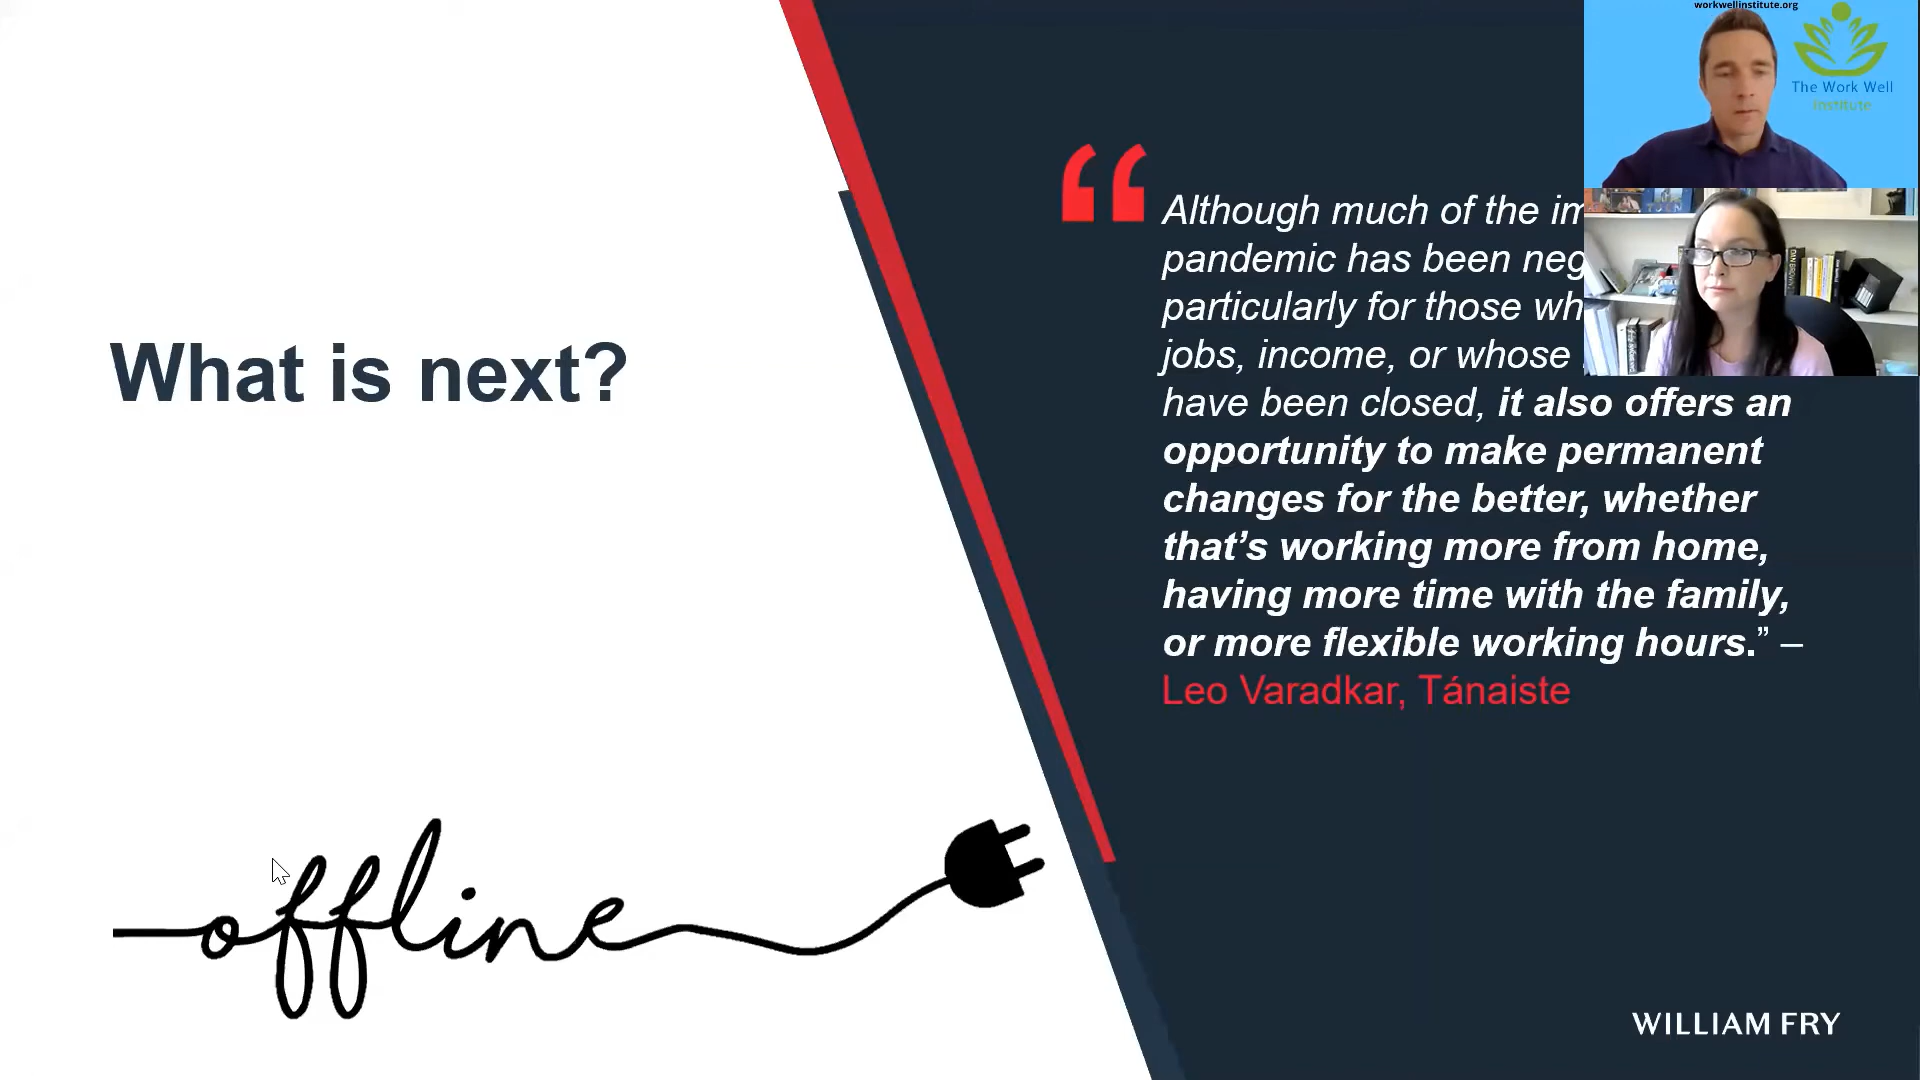 workwellinstitute.org
The Work Well
Institute
What is next?
“
Although much of the im
pandemic has been neg
particularly for those wh
jobs, income, or whose
have been closed, it also offers an
opportunity to make permanent
changes for the better, whether
that’s working more from home,
having more time with the family,
or more flexible working hours.” –
Leo Varadkar, Tánaiste
offline
WILLIAM FRY